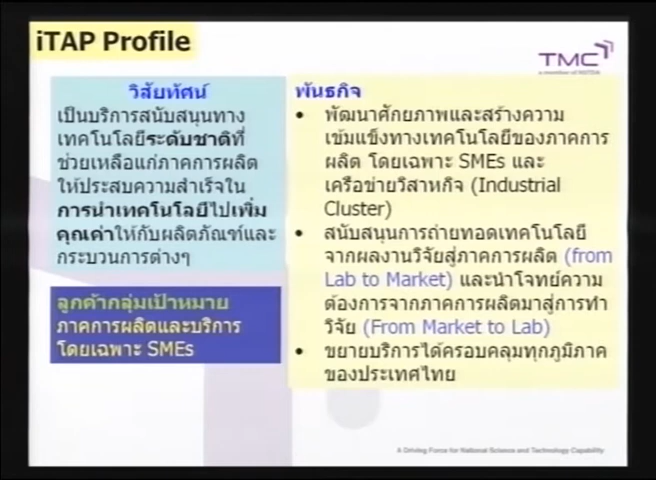 iTAP Profile
TMC
a member of NSTDA
วิสัยทัศน์
เป็นบริการสนับสนุนทาง
เทคโนโลยีระดับชาติที่
ช่วยเหลือแก่ภาคการผลิต
ให้ประสบความสำเร็จใน
การนำเทคโนโลยีไปเพิ่ม
คุณค่าให้กับผลิตภัณฑ์และ
กระบวนการต่างๆ
ลูกค้ากลุ่มเป้าหมาย
ภาคการผลิตและบริการ
โดยเฉพาะ SMEs
พันธกิจ
• พัฒนาศักยภาพและสร้างความ
เข้มแข็งทางเทคโนโลยีของภาคการ
ผลิต โดยเฉพาะ SMEs และ
เครือข่ายวิสาหกิจ (Industrial
Cluster)
• สนับสนุนการถ่ายทอดเทคโนโลยี
จากผลงานวิจัยสู่ภาคการผลิต (from
Lab to Market) และนำโจทย์ความ
ต้องการจากภาคการผลิตมาสู่การทำ
วิจัย (From Market to Lab)
• ขยายบริการได้ครอบคลุมทุกภูมิภาค
ของประเทศไทย
A Driving Force for National Science and Technology Capability